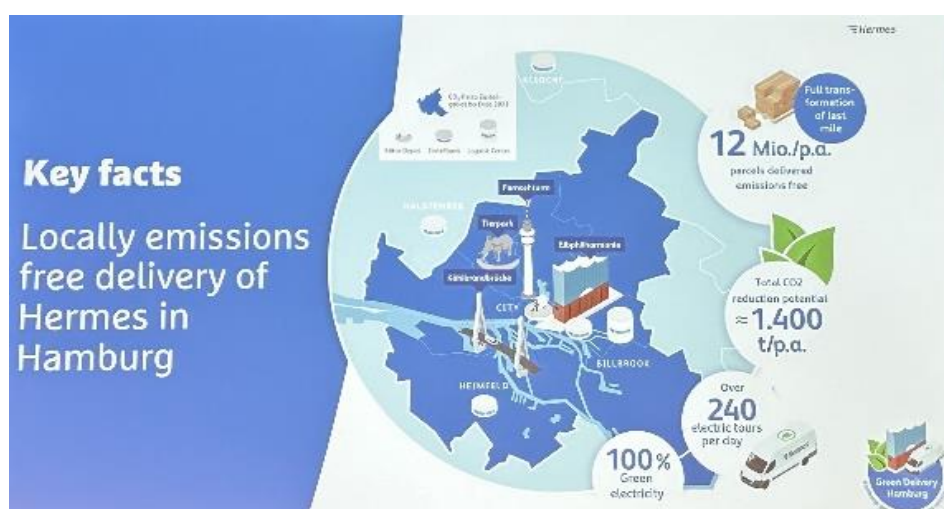 Hermes
Key facts
Locally emissions
free delivery of
Hermes in
Hamburg
Full trans-
formation
of last
mile
12 Mio./p.a.
parcels delivered
emissions free
Fernsehturm
Tierpark
Elbphilharmonie
Köhlbrandbrücke
CITY
BILLBROOK
HEIMFELD
Total CO2
reduction potential
≈1.400
t/p.a.
Over
240
electric tours
per day
100%
Green
electricity
Green Delivery
Hamburg